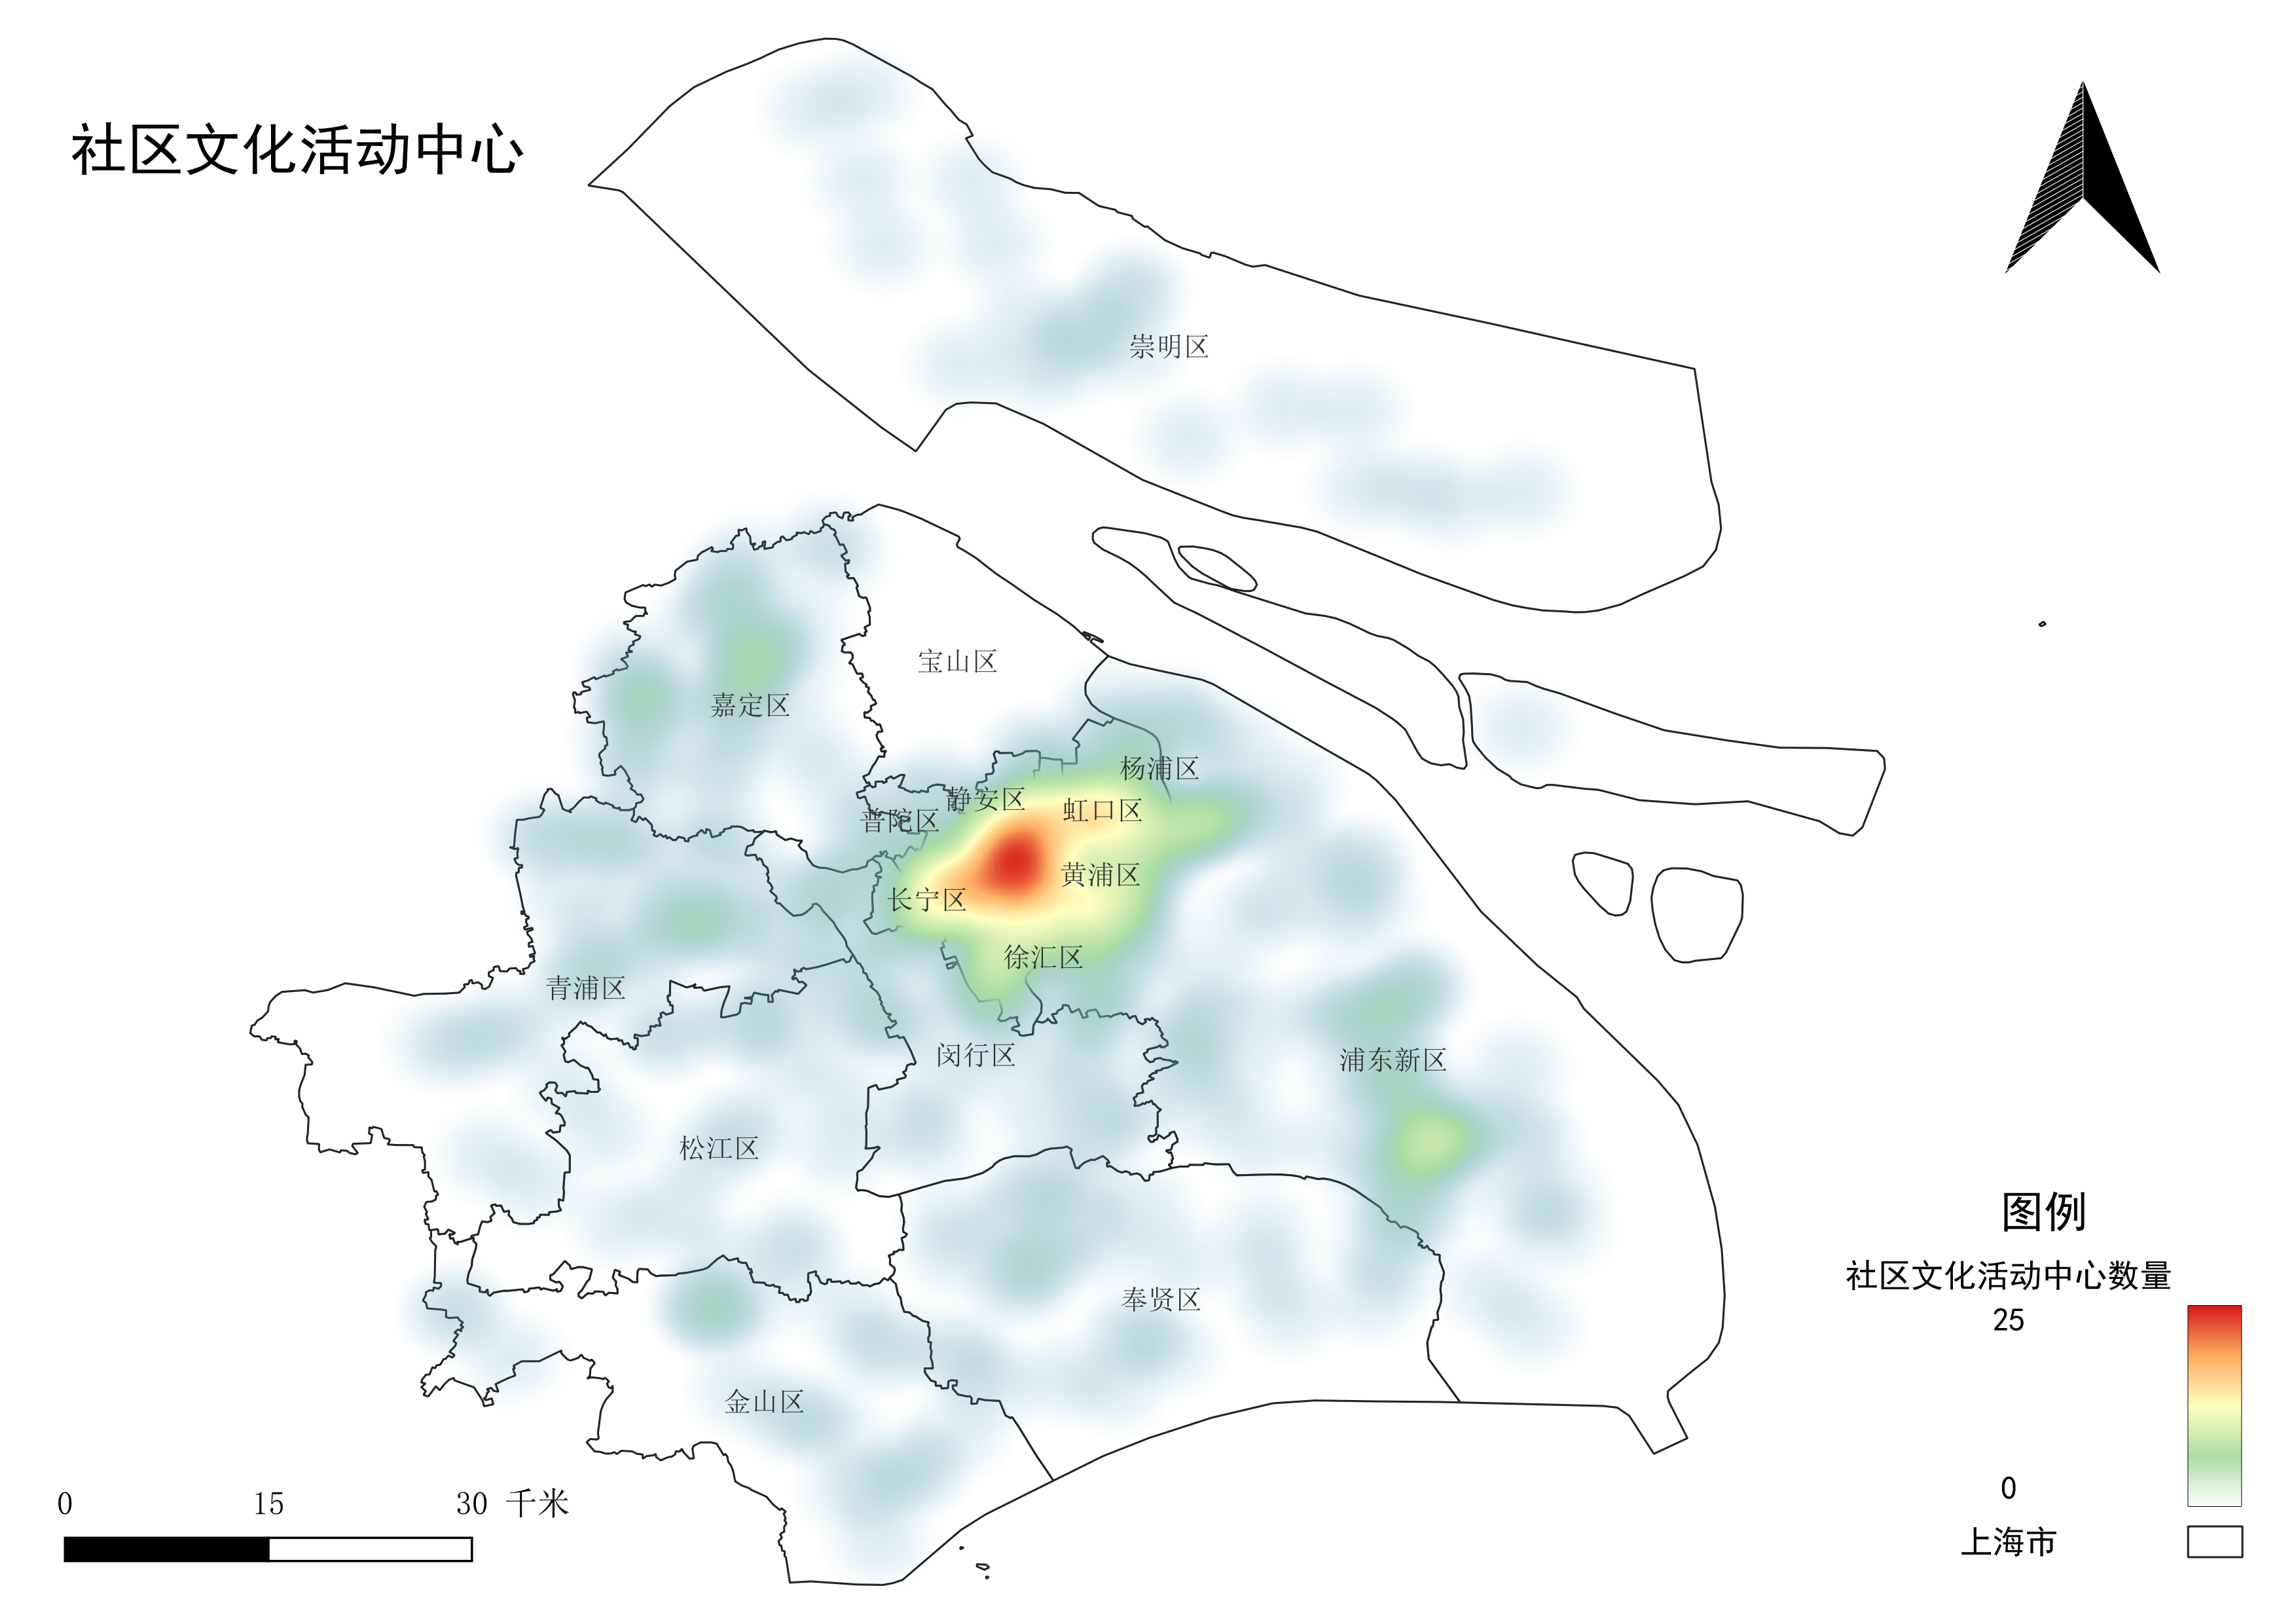 社区文化活动中心
崇明区
宝山区
嘉定区
杨浦区
静安区
虹口区
普陀区
黄浦区
长宁区
徐汇区
青浦区
闵行区
浦东新区
松江区
奉贤区
金山区
图例
社区文化活动中心数量
25
0
上海市
0 15 30 千米